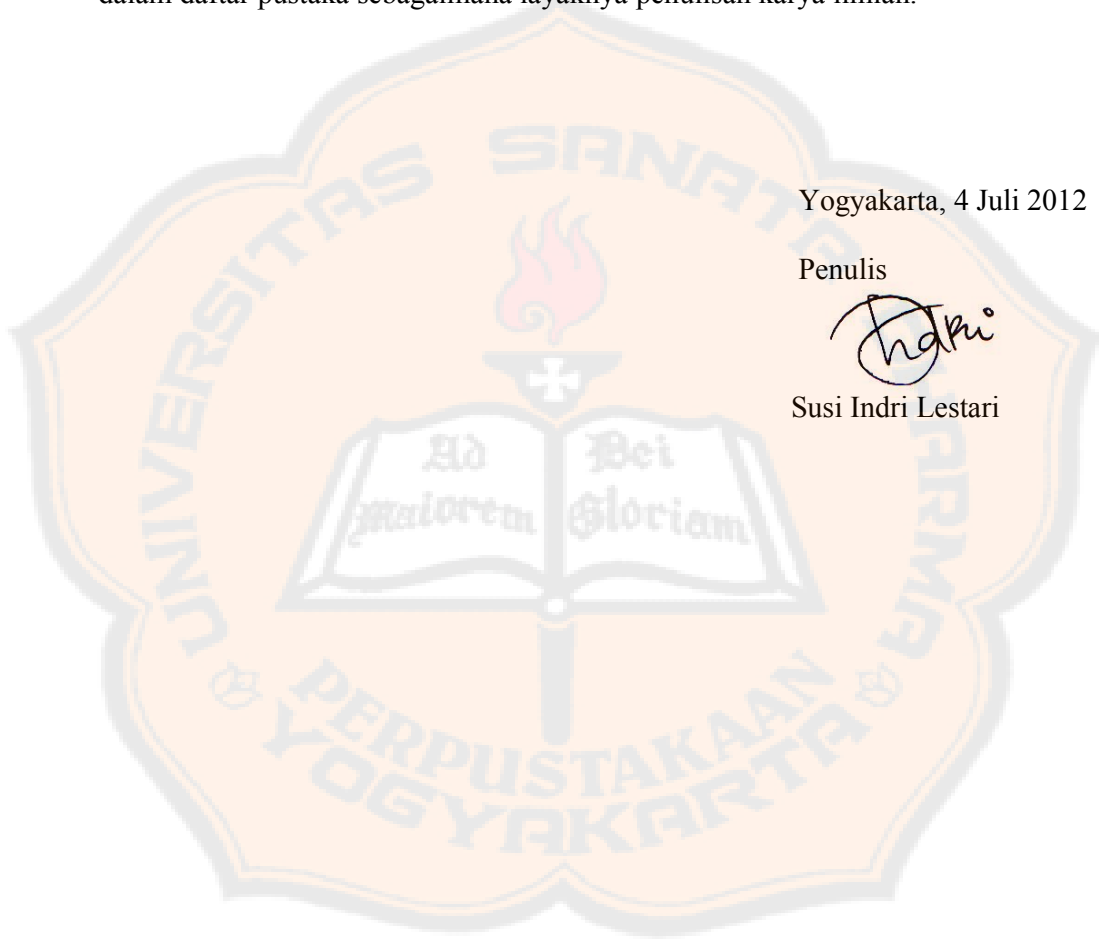 dalam daftar pustaka sebagaimana layaknya penulisan karya ilmiah.
Yogyakarta, 4 Juli 2012
Penulis
Indri
Susi Indri Lestari
UNIVERSITAS SANATA DHARMA
Ad Maiorem
Dei Gloriam
PERPUSTAKAAN
YOGYAKARTA